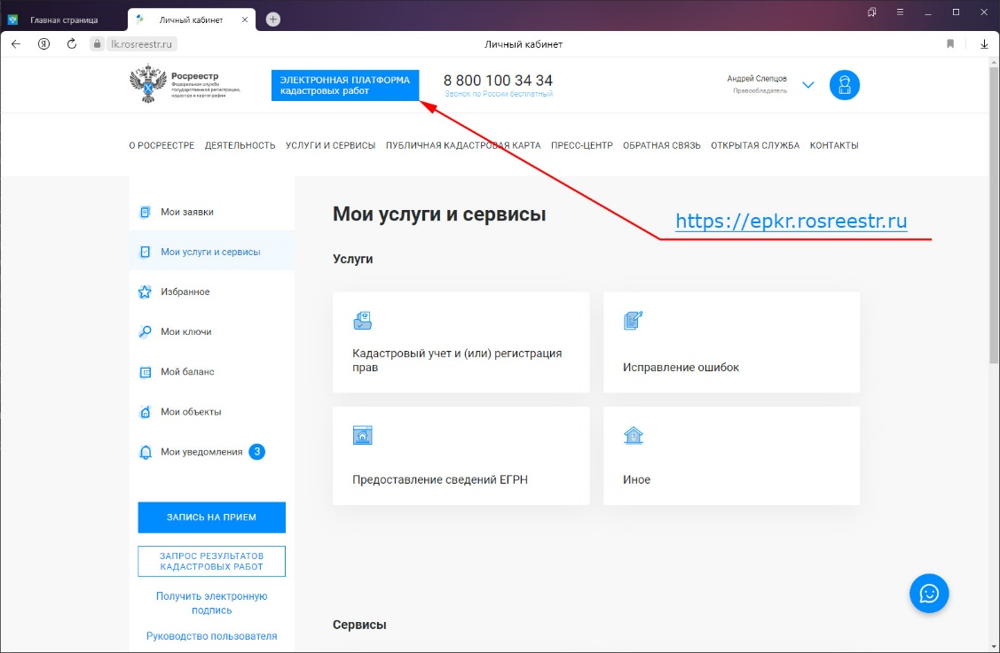 Главная страница
Личный кабинет
lk.rosreestr.ru
Личный кабинет
Росреестр
Федеральная служба
государственной регистрации,
кадастра и картографии
ЭЛЕКТРОННАЯ ПЛАТФОРМА
кадастровых работ
8 800 100 34 34
Звонок по России бесплатный
Андрей Слепцов
Правообладатель
О РОСРЕЕСТРЕ ДЕЯТЕЛЬНОСТЬ УСЛУГИ И СЕРВИСЫ ПУБЛИЧНАЯ КАДАСТРОВАЯ КАРТА ПРЕСС-ЦЕНТР ОБРАТНАЯ СВЯЗЬ ОТКРЫТАЯ СЛУЖБА КОНТАКТЫ
Мои заявки
Мои услуги и сервисы
Избранное
Мои ключи
Мой баланс
Мои объекты
Мои уведомления 3
ЗАПИСЬ НА ПРИЕМ
ЗАПРОС РЕЗУЛЬТАТОВ
КАДАСТРОВЫХ РАБОТ
Получить электронную
подпись
Руководство пользователя
Мои услуги и сервисы
https://epkr.rosreestr.ru
Услуги
Кадастровый учет и (или) регистрация
прав
Исправление ошибок
Предоставление сведений ЕГРН
Иное
Сервисы